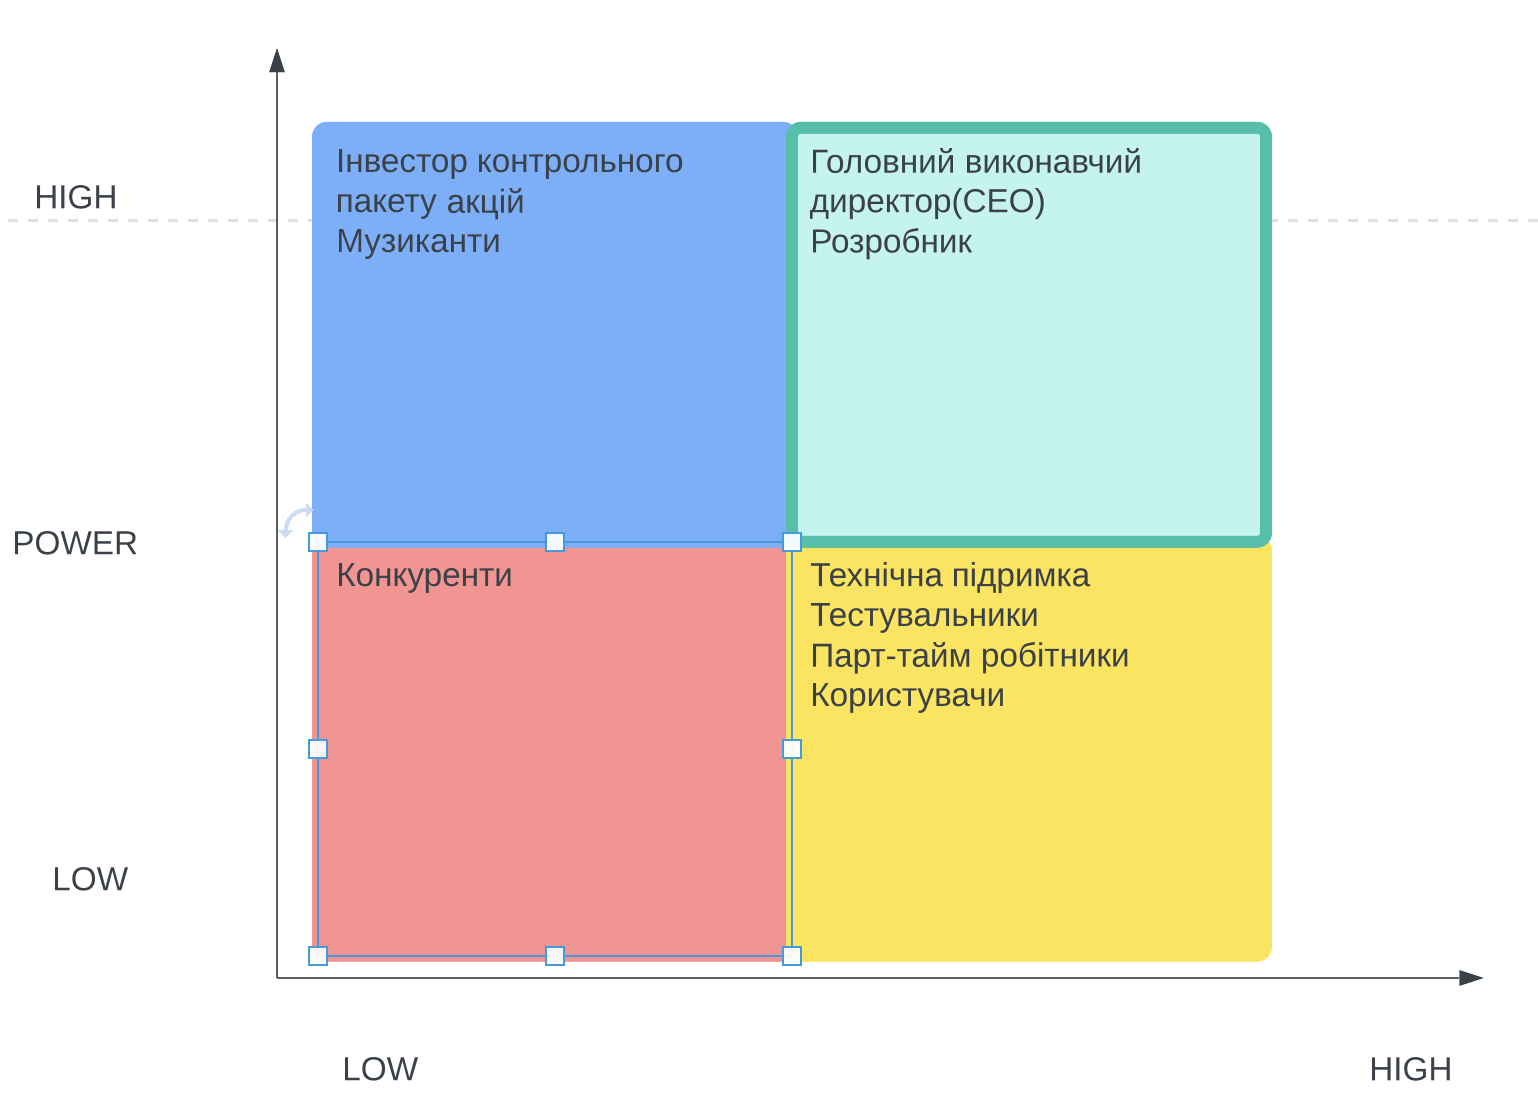 HIGH
Інвестор контрольного
пакету акцій
Музиканти
Головний виконавчий
директор(СЕО)
Розробник
POWER
Конкуренти
Технічна підримка
Тестувальники
Парт-тайм робітники
Користувачи
LOW
LOW
HIGH